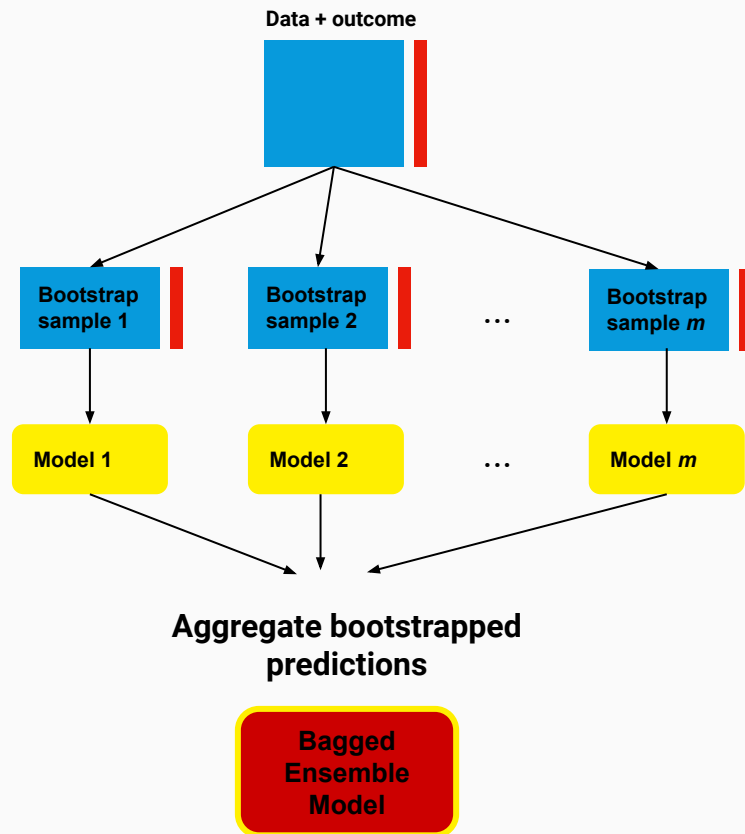 Data + outcome
Bootstrap
sample 1
Bootstrap
sample 2
...
Bootstrap
sample m
Model 1
Model 2
...
Model m
Aggregate bootstrapped
predictions
Bagged
Ensemble
Model